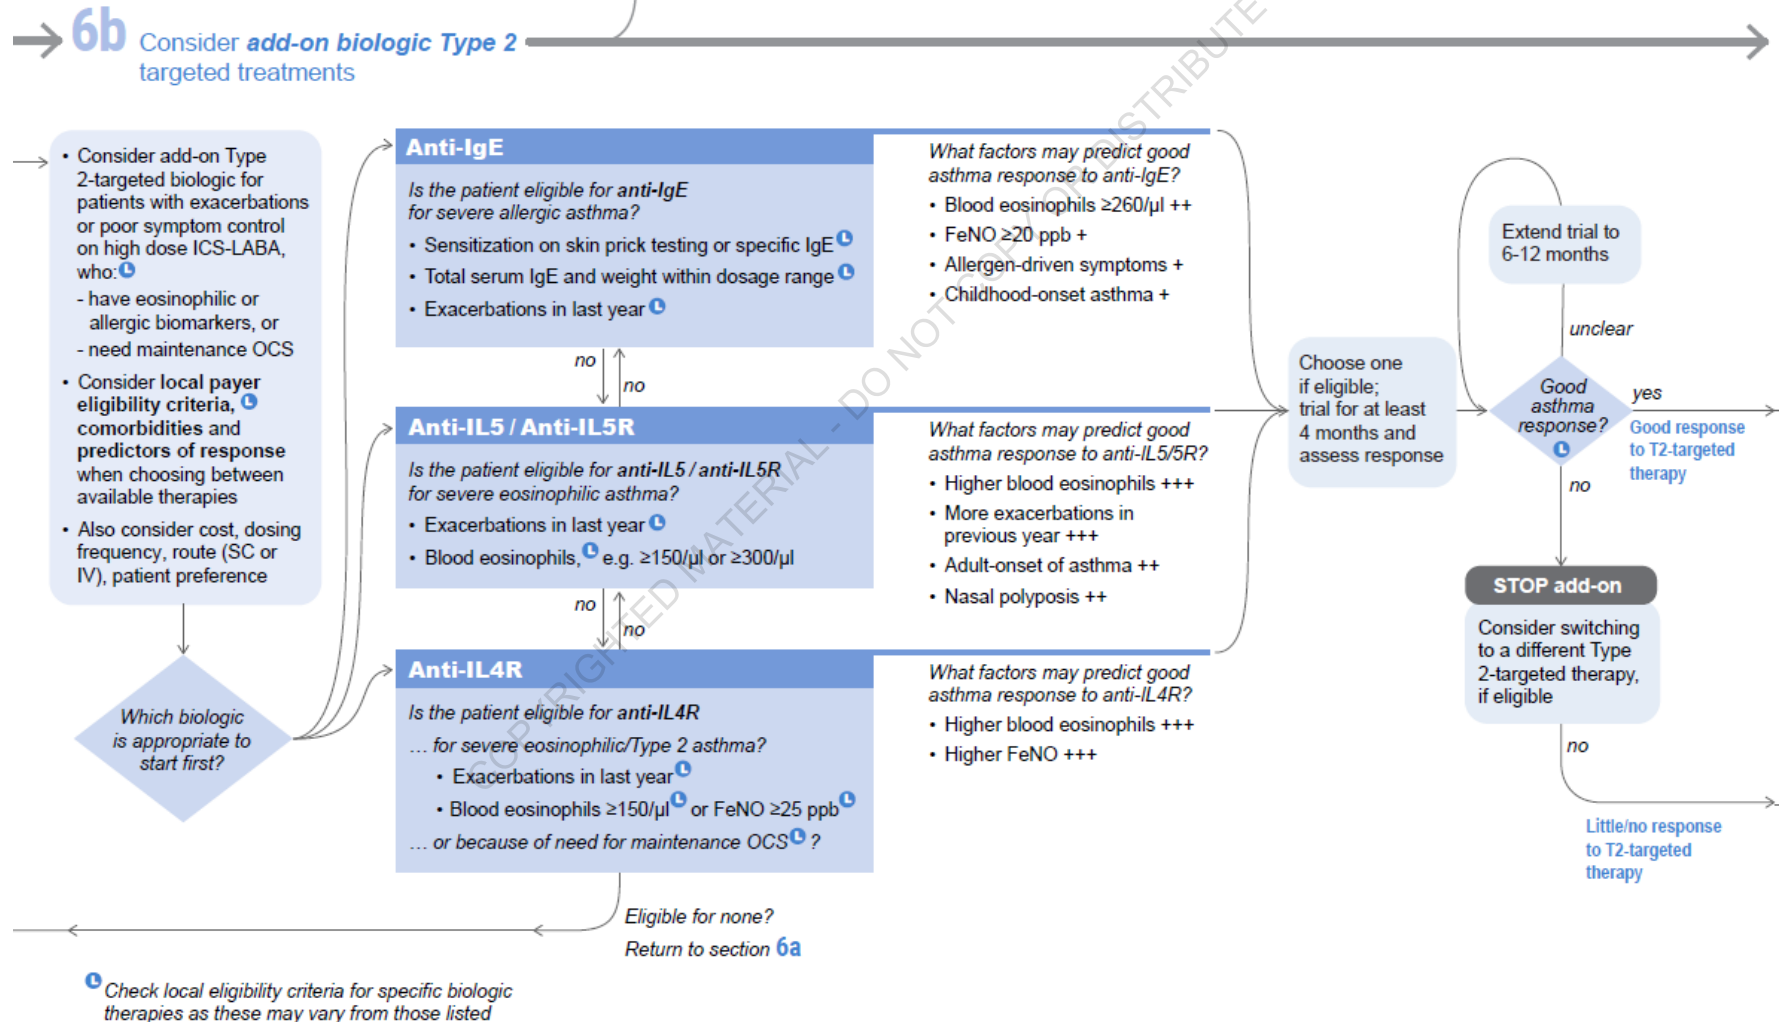 6b Consider add-on biologic Type 2
targeted treatments
• Consider add-on Type
2-targeted biologic for
patients with exacerbations
or poor symptom control
on high dose ICS-LABA,
who: L
- have eosinophilic or
allergic biomarkers, or
- need maintenance OCS
• Consider local payer
eligibility criteria, L
comorbidities and
predictors of response
when choosing between
available therapies
• Also consider cost, dosing
frequency, route (SC or
IV), patient preference
Which biologic
is appropriate to
start first?
Anti-IgE
Is the patient eligible for anti-IgE
for severe allergic asthma?
• Sensitization on skin prick testing or specific IgE L
• Total serum IgE and weight within dosage range L
• Exacerbations in last year L
What factors may predict good
asthma response to anti-IgE?
• Blood eosinophils ≥260/µl ++
• FeNO ≥20 ppb +
• Allergen-driven symptoms +
• Childhood-onset asthma +
no
no
Anti-IL5 / Anti-IL5R
Is the patient eligible for anti-IL5 / anti-IL5R
for severe eosinophilic asthma?
• Exacerbations in last year L
• Blood eosinophils, L e.g. ≥150/µl or ≥300/µl
What factors may predict good
asthma response to anti-IL5/5R?
• Higher blood eosinophils +++
• More exacerbations in
previous year +++
• Adult-onset of asthma ++
• Nasal polyposis ++
no
no
Anti-IL4R
Is the patient eligible for anti-IL4R
... for severe eosinophilic/Type 2 asthma?
• Exacerbations in last year L
• Blood eosinophils ≥150/µl L or FeNO ≥25 ppb L
... or because of need for maintenance OCS L ?
What factors may predict good
asthma response to anti-IL4R?
• Higher blood eosinophils +++
• Higher FeNO +++
Eligible for none?
Return to section 6a
Choose one
if eligible;
trial for at least
4 months and
assess response
Extend trial to
6-12 months
unclear
Good
asthma
response?
L
yes
Good response
to T2-targeted
therapy
no
STOP add-on
Consider switching
to a different Type
2-targeted therapy,
if eligible
no
Little/no response
to T2-targeted
therapy
L Check local eligibility criteria for specific biologic
therapies as these may vary from those listed
COPYRIGHTED MATERIAL - DO NOT COPY OR DISTRIBUTE